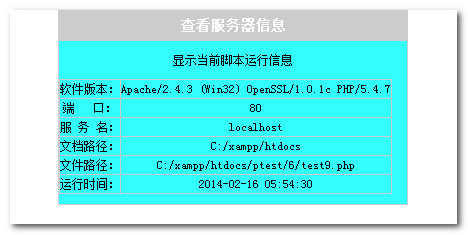 查看服务器信息
显示当前脚本运行信息
软件版本： Apache/2.4.3 (Win32) OpenSSL/1.0.1c PHP/5.4.7
端 口： 80
服 务 名： localhost
文档路径： C:/xampp/htdocs
文件路径： C:/xampp/htdocs/ptest/6/test9.php
运行时间： 2014-02-16 05:54:30